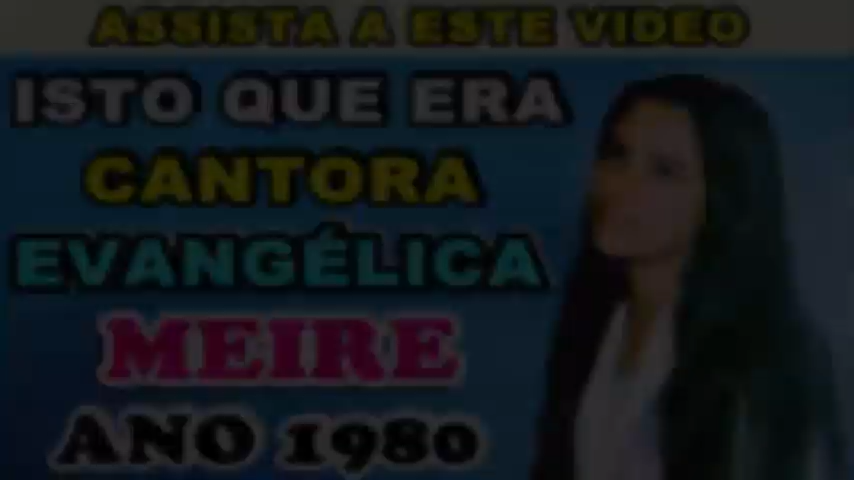 ASSISTA A ESTE VIDEO
ISTO QUE ERA
CANTORA
EVANGÉLICA
MEIRE
ANO 1980